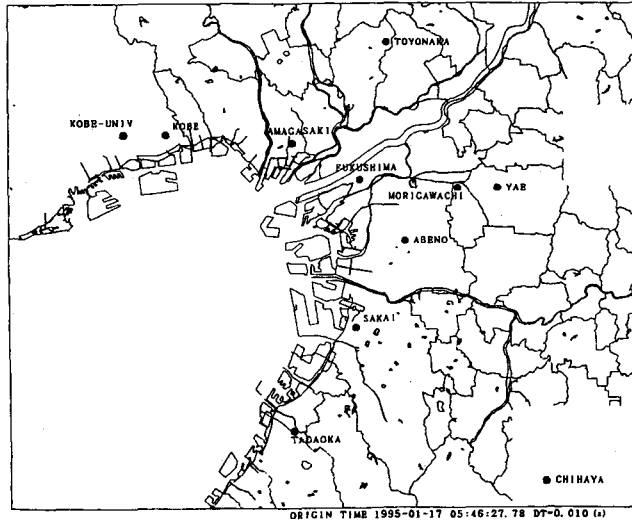 TOYONAKA
KOBE-UNIV
KOBE
AMAGASAKI
FUKUSHIMA
MORIGAWACHI
YAE
ABENO
SAKAI
TADAOKA
CHIHAYA
ORIGIN TIME 1995-01-17 05:46:27.78 DT-0.010 (s)